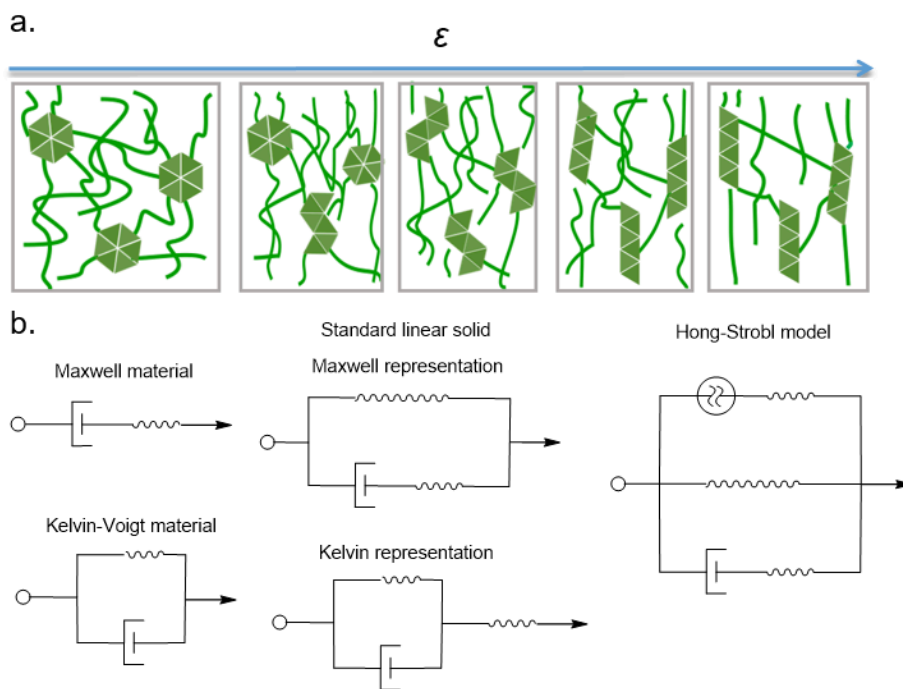 a.
ε
b.
Standard linear solid
Hong-Strobl model
Maxwell material
Maxwell representation
Kelvin-Voigt material
Kelvin representation